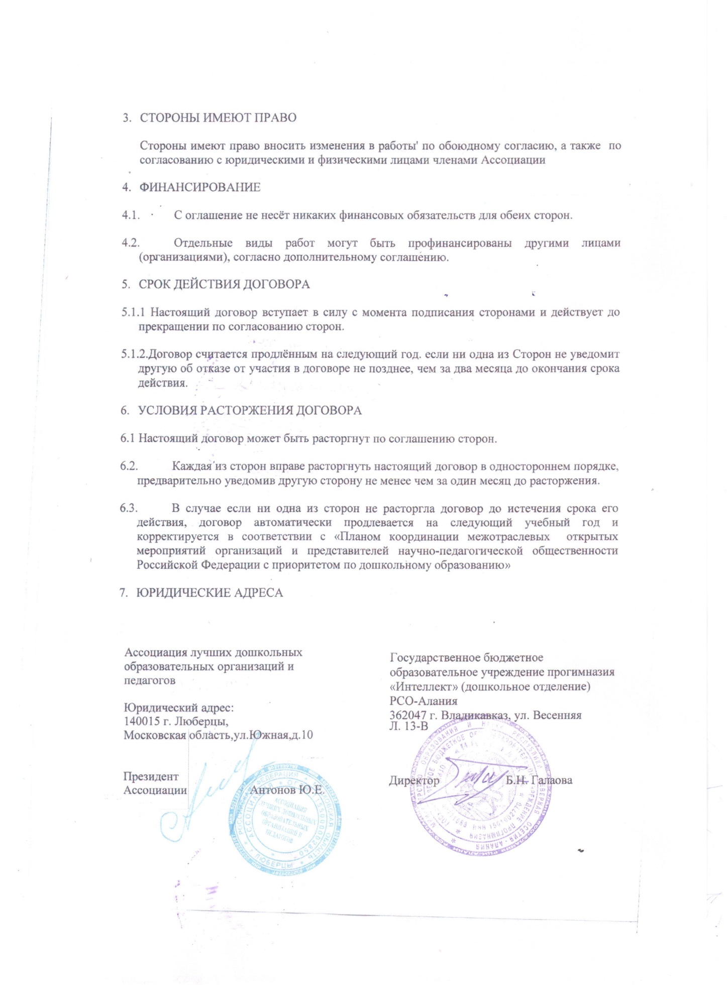 3. СТОРОНЫ ИМЕЮТ ПРАВО
Стороны имеют право вносить изменения в работы' по обоюдному согласию, а также по
согласованию с юридическими и физическими лицами членами Ассоциации
4. ФИНАНСИРОВАНИЕ
4.1. С оглашение не несёт никаких финансовых обязательств для обеих сторон.
4.2. Отдельные виды работ могут быть профинансированы другими лицами
(организациями), согласно дополнительному соглашению.
5. СРОК ДЕЙСТВИЯ ДОГОВОРА
5.1.1 Настоящий договор вступает в силу с момента подписания сторонами и действует до
прекращении по согласованию сторон.
5.1.2.Договор считается продлённым на следующий год. если ни одна из Сторон не уведомит
другую об отказе от участия в договоре не позднее, чем за два месяца до окончания срока
действия.
6. УСЛОВИЯ РАСТОРЖЕНИЯ ДОГОВОРА
6.1 Настоящий договор может быть расторгнут по соглашению сторон.
6.2. Каждая из сторон вправе расторгнуть настоящий договор в одностороннем порядке,
предварительно уведомив другую сторону не менее чем за один месяц до расторжения.
6.3. В случае если ни одна из сторон не расторгла договор до истечения срока его
действия, договор автоматически продлевается на следующий учебный год и
корректируется в соответствии с «Планом координации межотраслевых открытых
мероприятий организаций и представителей научно-педагогической общественности
Российской Федерации с приоритетом по дошкольному образованию»
7. ЮРИДИЧЕСКИЕ АДРЕСА
Ассоциация лучших дошкольных
образовательных организаций и
педагогов
Юридический адрес:
140015 г. Люберцы,
Московская область,ул.Южная,д.10
Президент
Ассоциации Антонов Ю.Е.
РОССИЙСКАЯ ФЕДЕРАЦИЯ * МОСКОВСКАЯ ОБЛАСТЬ * г. ЛЮБЕРЦЫ *
АССОЦИАЦИЯ
ЛУЧШИХ ДОШКОЛЬНЫХ
ОБРАЗОВАТЕЛЬНЫХ
ОРГАНИЗАЦИЙ И
ПЕДАГОГОВ
Государственное бюджетное
образовательное учреждение прогимназия
«Интеллект» (дошкольное отделение)
РСО-Алания
362047 г. Владикавказ, ул. Весенняя
Л. 13-В
Директор Б.Н. Галаова
ОБРАЗОВАНИЯ И НАУКИ РЕСПУБЛИКА СЕВЕРНАЯ ОСЕТИЯ - АЛАНИЯ